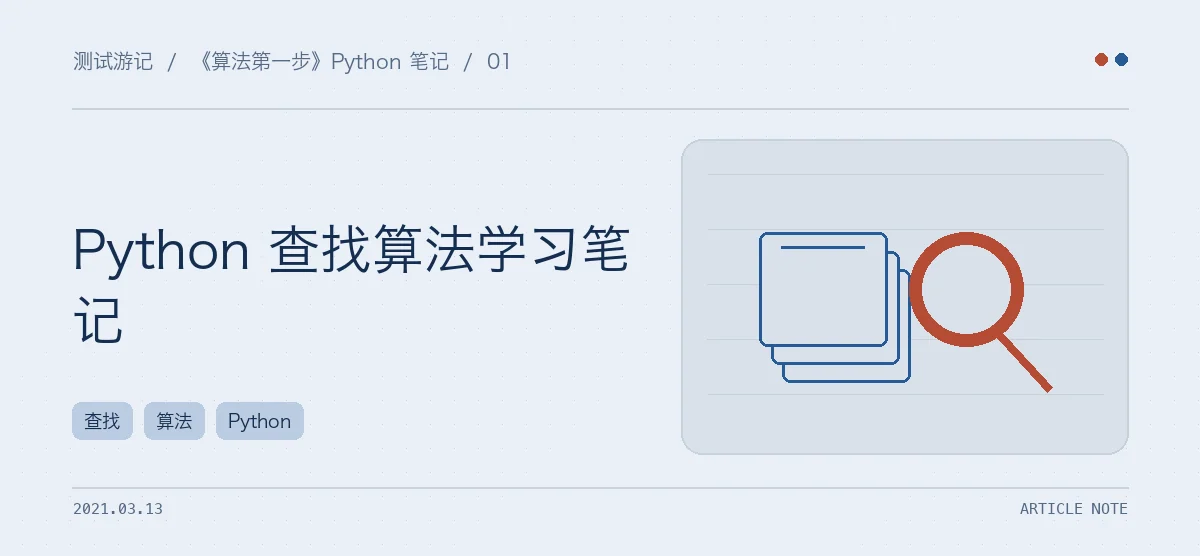 测试游记 / 《算法第一步》Python 笔记 / 01
Python 查找算法学习笔
记
查找 算法 Python
2021.03.13 ARTICLE NOTE